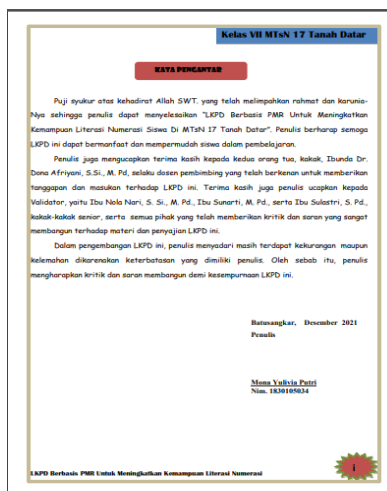 Kelas VII MTsN 17 Tanah Datar
KATA PENGANTAR
Puji syukur atas kehadirat Allah SWT. yang telah melimpahkan rahmat dan karunia-
Nya sehingga penulis dapat menyelesaikan "LKPD Berbasis PMR Untuk Meningkatkan
Kemampuan Literasi Numerasi Siswa Di MTsN 17 Tanah Datar". Penulis berharap semoga
LKPD ini dapat bermanfaat dan mempermudah siswa dalam pembelajaran.
Penulis juga mengucapkan terima kasih kepada kedua orang tua, kakak, Ibunda Dr.
Dona Afriyani, S.Si., M. Pd, selaku dosen pembimbing yang telah berkenan untuk memberikan
tanggapan dan masukan terhadap LKPD ini. Terima kasih juga penulis ucapkan kepada
Validator, yaitu Ibu Nola Nari, S. Si., M. Pd., Ibu Sunarti, M. Pd., serta Ibu Sulastri, S. Pd.,
kakak-kakak senior, serta semua pihak yang telah memberikan kritik dan saran yang sangat
membangun terhadap materi dan penyajian LKPD ini.
Dalam pengembangan LKPD ini, penulis menyadari masih terdapat kekurangan maupun
kelemahan dikarenakan keterbatasan yang dimiliki penulis. Oleh sebab itu, penulis
mengharapkan kritik dan saran membangun demi kesempurnaan LKPD ini.
Batusangkar, Desember 2021
Penulis
Mona Yulivia Putri
Nim. 1830105034
LKPD Berbasis PMR Untuk Meningkatkan Kemampuan Literasi Numerasi
i